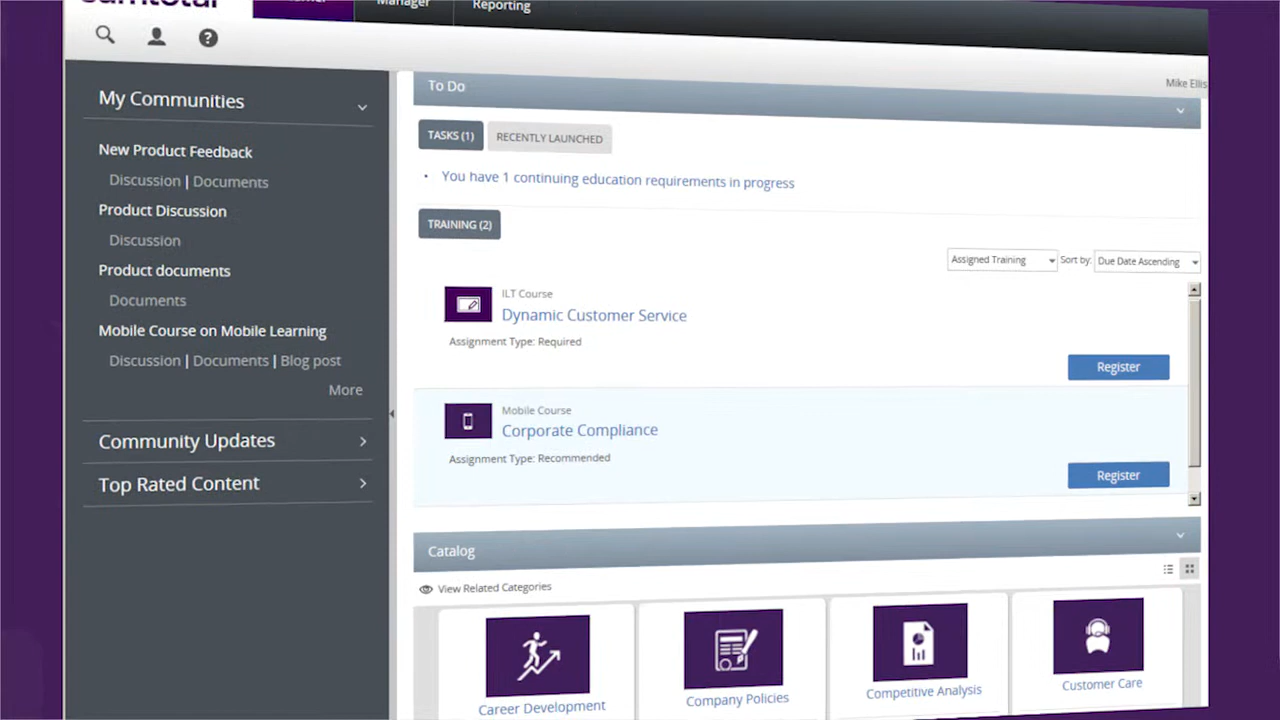 Manager
Reporting
Mike Ellis
My Communities
New Product Feedback
Discussion | Documents
Product Discussion
Discussion
Product documents
Documents
Mobile Course on Mobile Learning
Discussion | Documents | Blog post
More
Community Updates
Top Rated Content
To Do
TASKS (1)
RECENTLY LAUNCHED
You have 1 continuing education requirements in progress
TRAINING (2)
Assigned Training
Sort by:
Due Date Ascending
ILT Course
Dynamic Customer Service
Assignment Type: Required
Register
Mobile Course
Corporate Compliance
Assignment Type: Recommended
Register
Catalog
View Related Categories
Career Development
Company Policies
Competitive Analysis
Customer Care